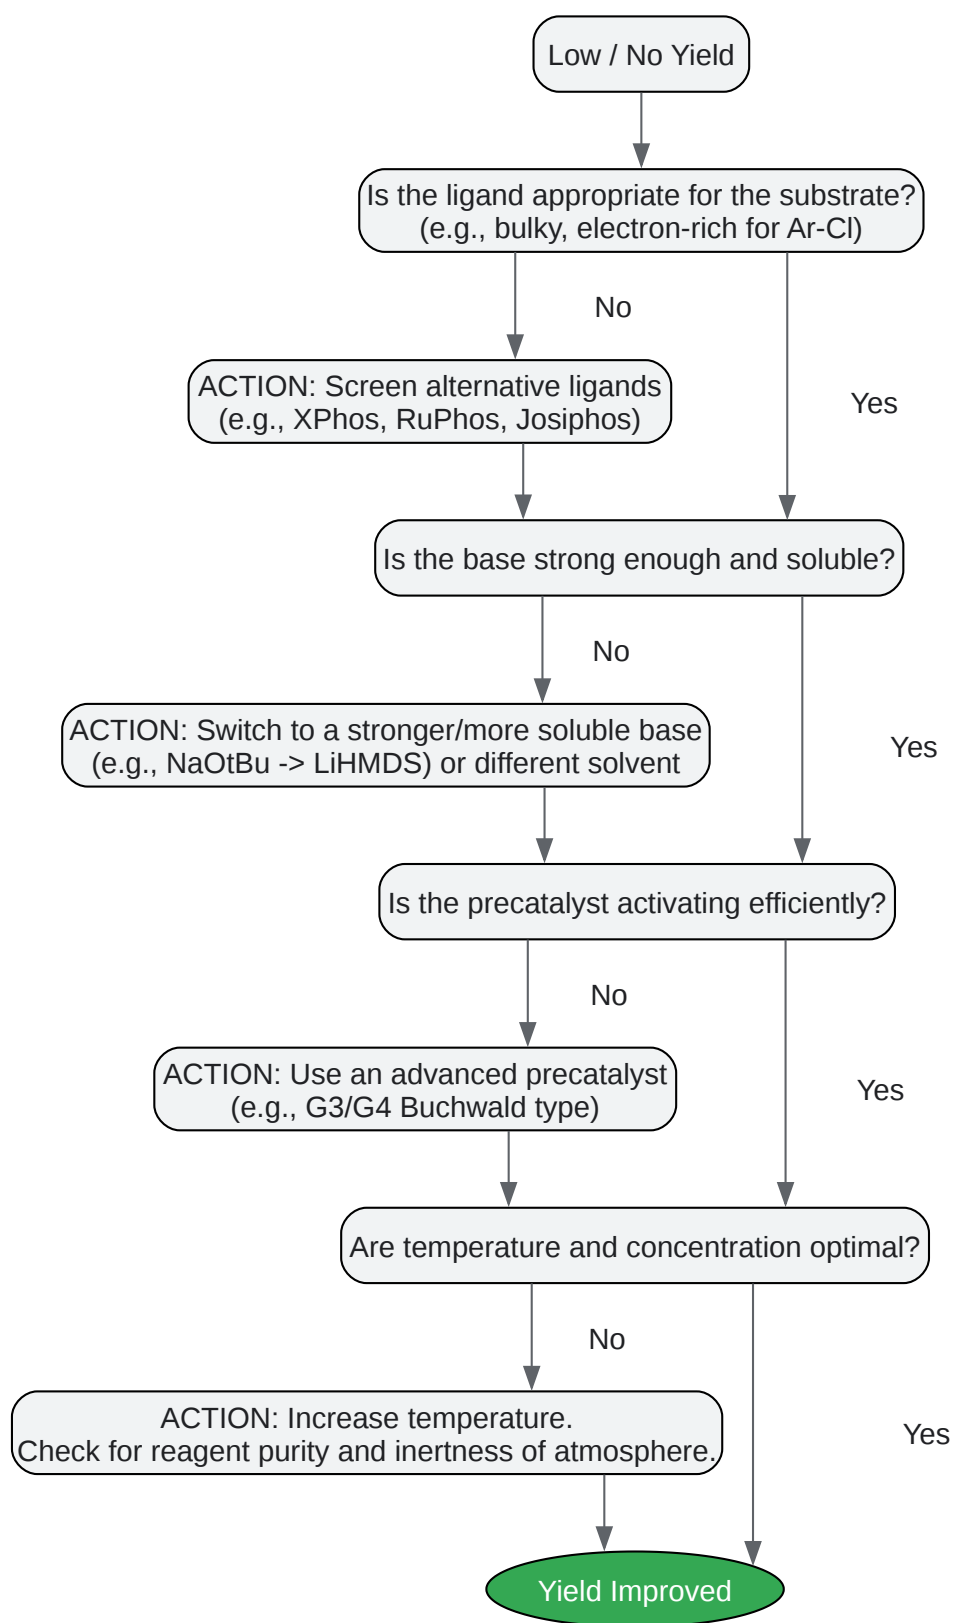 Low / No Yield
Is the ligand appropriate for the substrate?
(e.g., bulky, electron-rich for Ar-Cl)
No
ACTION: Screen alternative ligands
(e.g., XPhos, RuPhos, Josiphos)
Yes
Is the base strong enough and soluble?
No
ACTION: Switch to a stronger/more soluble base
(e.g., NaOtBu -> LiHMDS) or different solvent
Yes
Is the precatalyst activating efficiently?
No
ACTION: Use an advanced precatalyst
(e.g., G3/G4 Buchwald type)
Yes
Are temperature and concentration optimal?
No
ACTION: Increase temperature.
Check for reagent purity and inertness of atmosphere.
Yes
Yield Improved